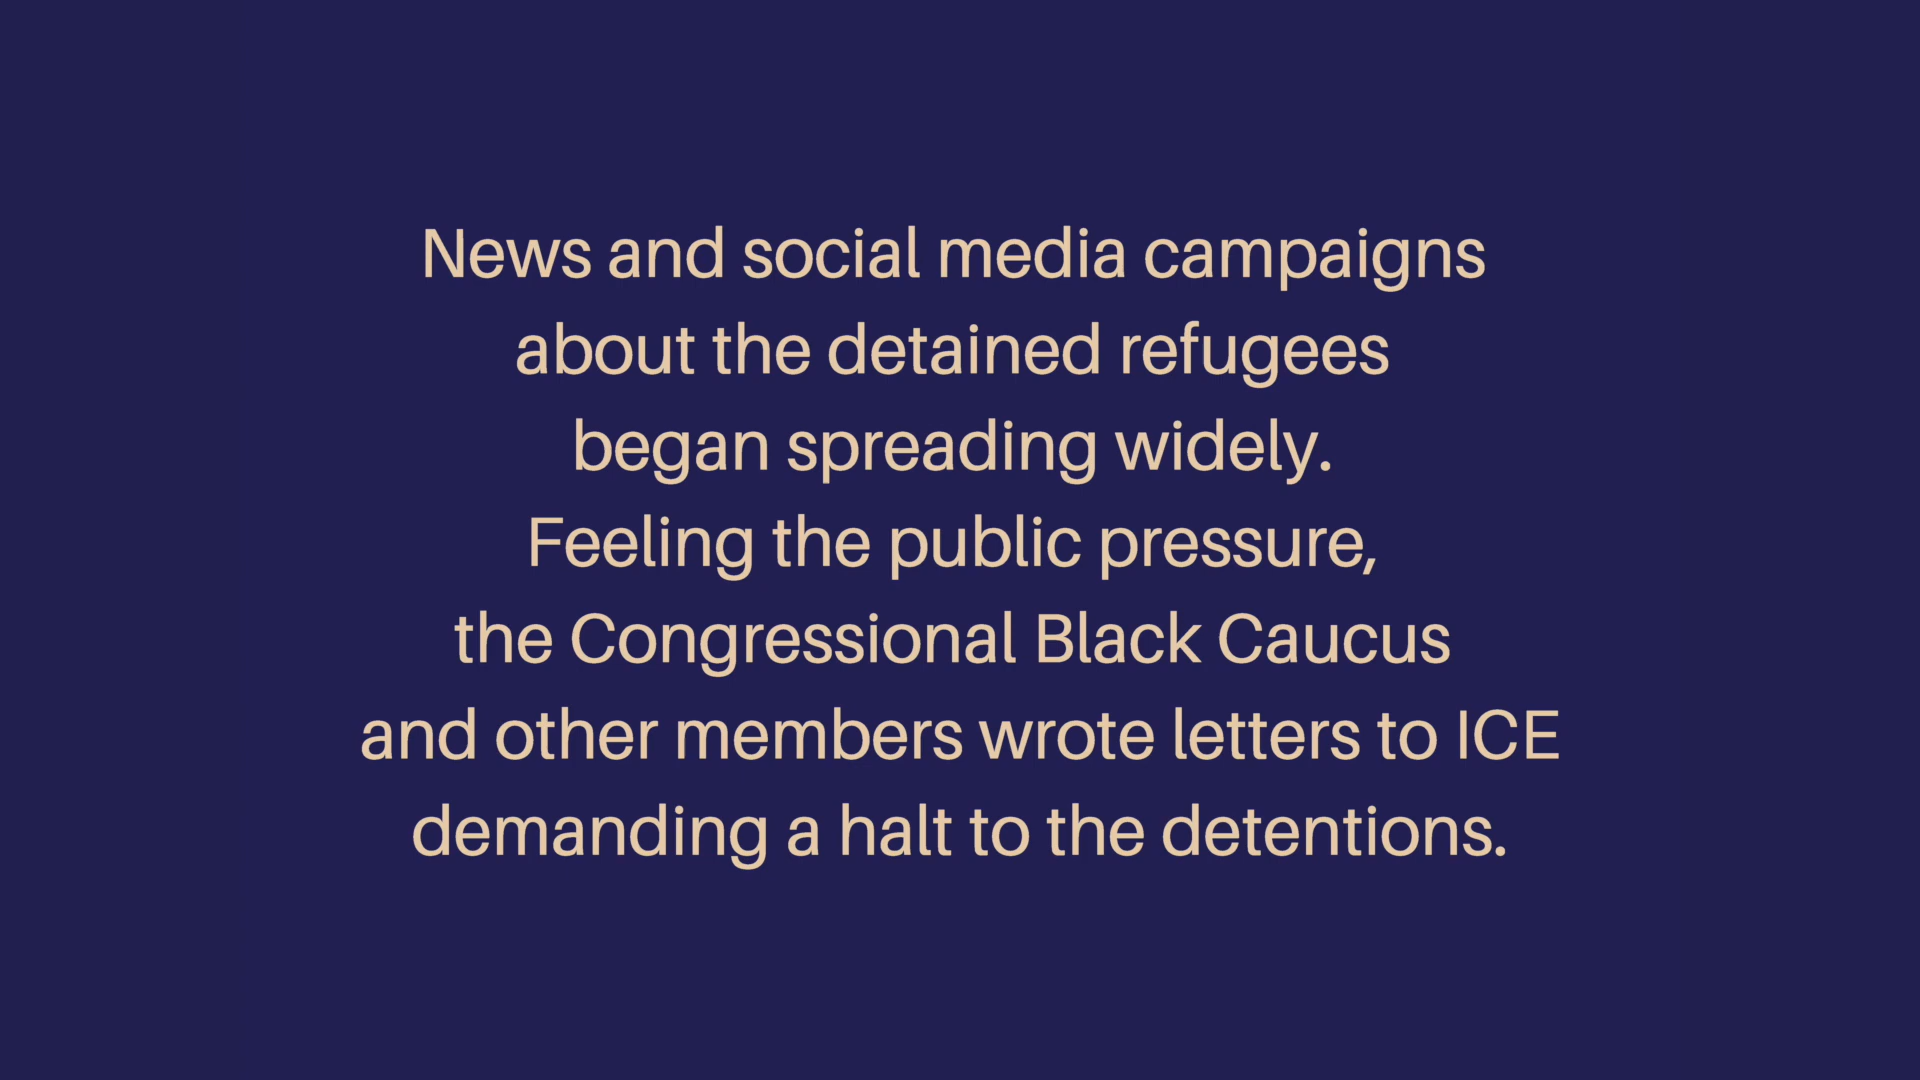 News and social media campaigns
about the detained refugees
began spreading widely.
Feeling the public pressure,
the Congressional Black Caucus
and other members wrote letters to ICE
demanding a halt to the detentions.